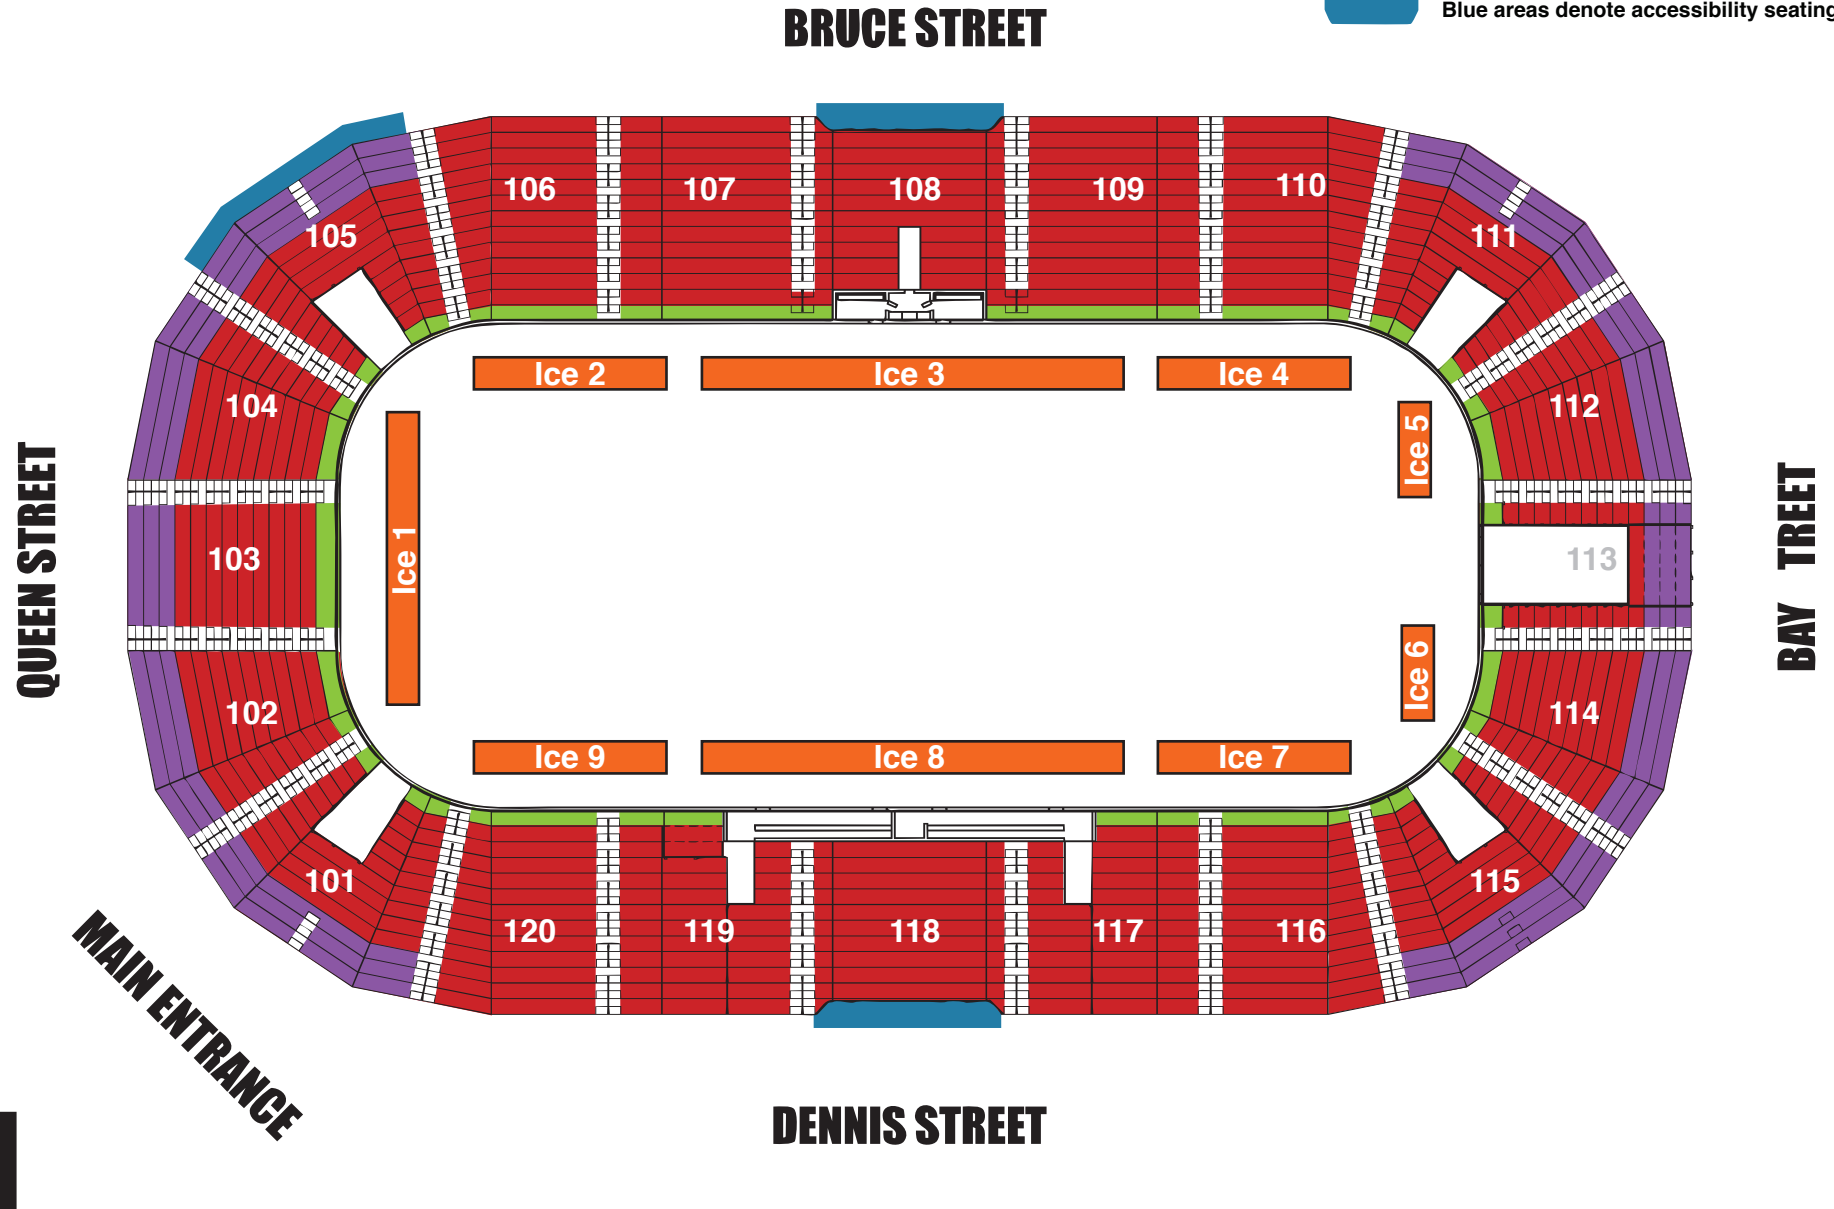 Blue areas denote accessibility seating
BRUCE STREET
106
107
108
109
110
105
111
Ice 2
Ice 3
Ice 4
104
112
Ice 5
QUEEN STREET
103
Ice 1
113
BAY TREET
Ice 6
102
114
Ice 9
Ice 8
Ice 7
101
115
120
119
118
117
116
MAIN ENTRANCE
DENNIS STREET